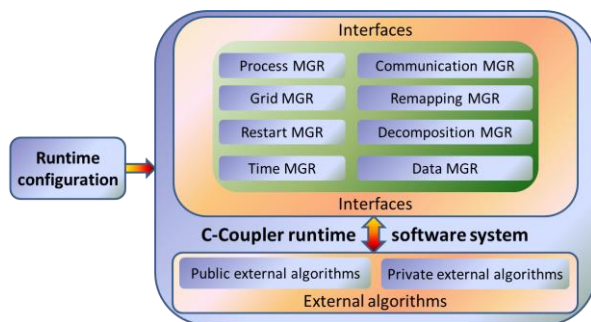 Interfaces
Process MGR
Communication MGR
Grid MGR
Remapping MGR
Restart MGR
Decomposition MGR
Time MGR
Data MGR
Interfaces
Runtime
configuration
C-Coupler runtime software system
Public external algorithms
Private external algorithms
External algorithms